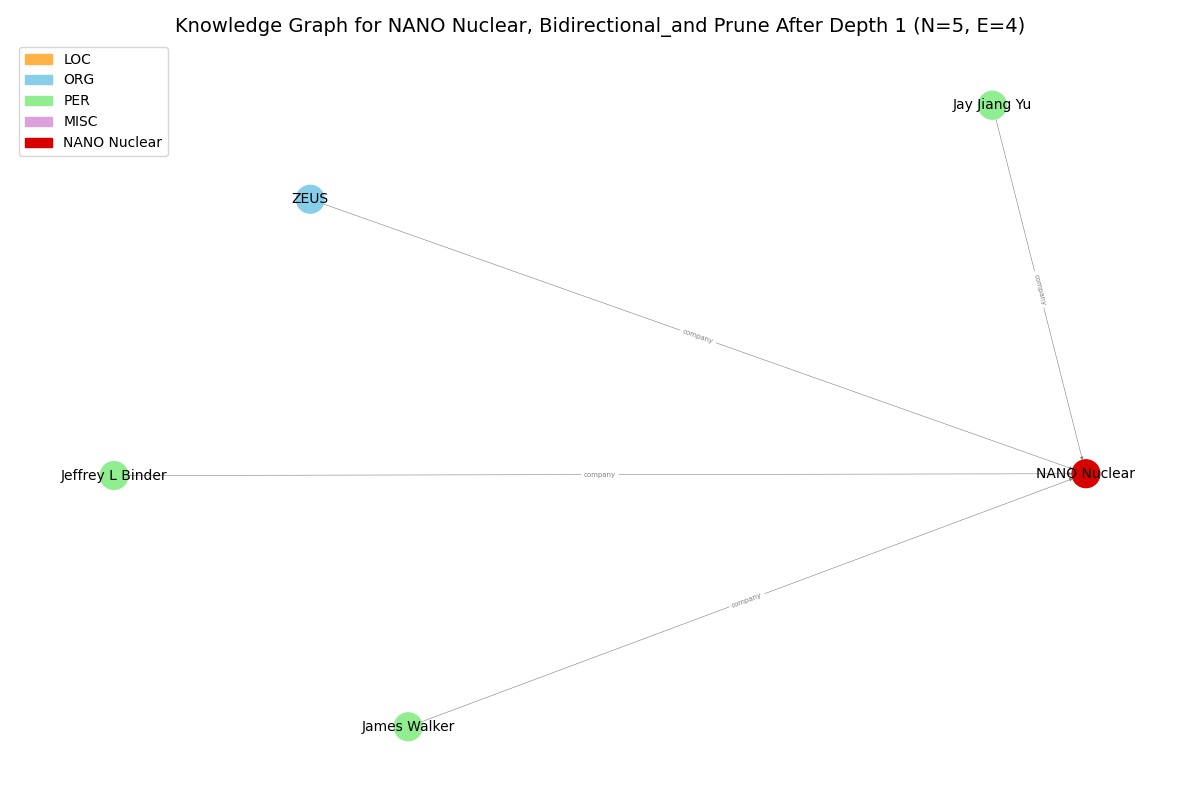 Knowledge Graph for NANO Nuclear, Bidirectional_and Prune After Depth 1 (N=5, E=4)
LOC
ORG
PER
MISC
NANO Nuclear
Jay Jiang Yu
ZEUS
company
company
Jeffrey L Binder
company
NANO Nuclear
company
James Walker